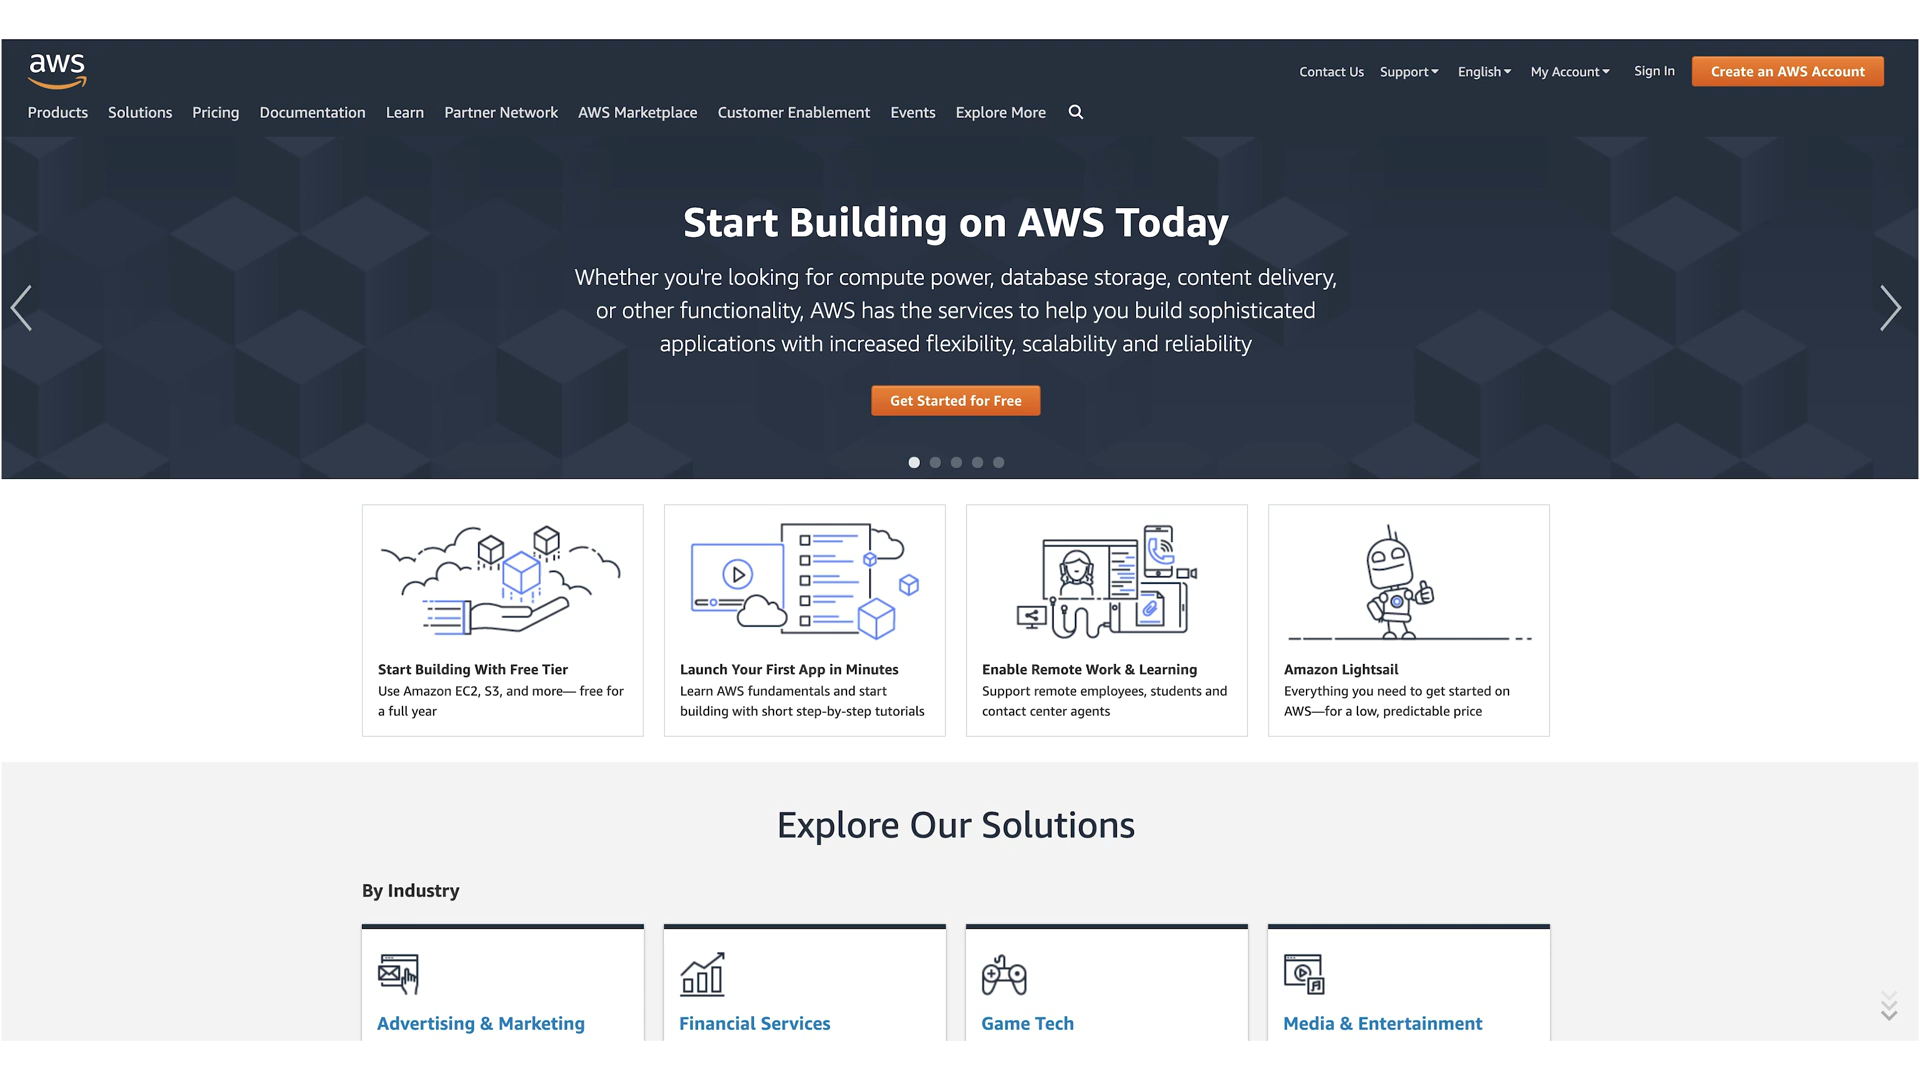 aws
Contact Us Support English My Account Sign In Create an AWS Account
Products Solutions Pricing Documentation Learn Partner Network AWS Marketplace Customer Enablement Events Explore More
Start Building on AWS Today
Whether you're looking for compute power, database storage, content delivery,
or other functionality, AWS has the services to help you build sophisticated
applications with increased flexibility, scalability and reliability
Get Started for Free
Start Building With Free Tier
Use Amazon EC2, S3, and more— free for
a full year
Launch Your First App in Minutes
Learn AWS fundamentals and start
building with short step-by-step tutorials
Enable Remote Work & Learning
Support remote employees, students and
contact center agents
Amazon Lightsail
Everything you need to get started on
AWS—for a low, predictable price
Explore Our Solutions
By Industry
Advertising & Marketing
Financial Services
Game Tech
Media & Entertainment